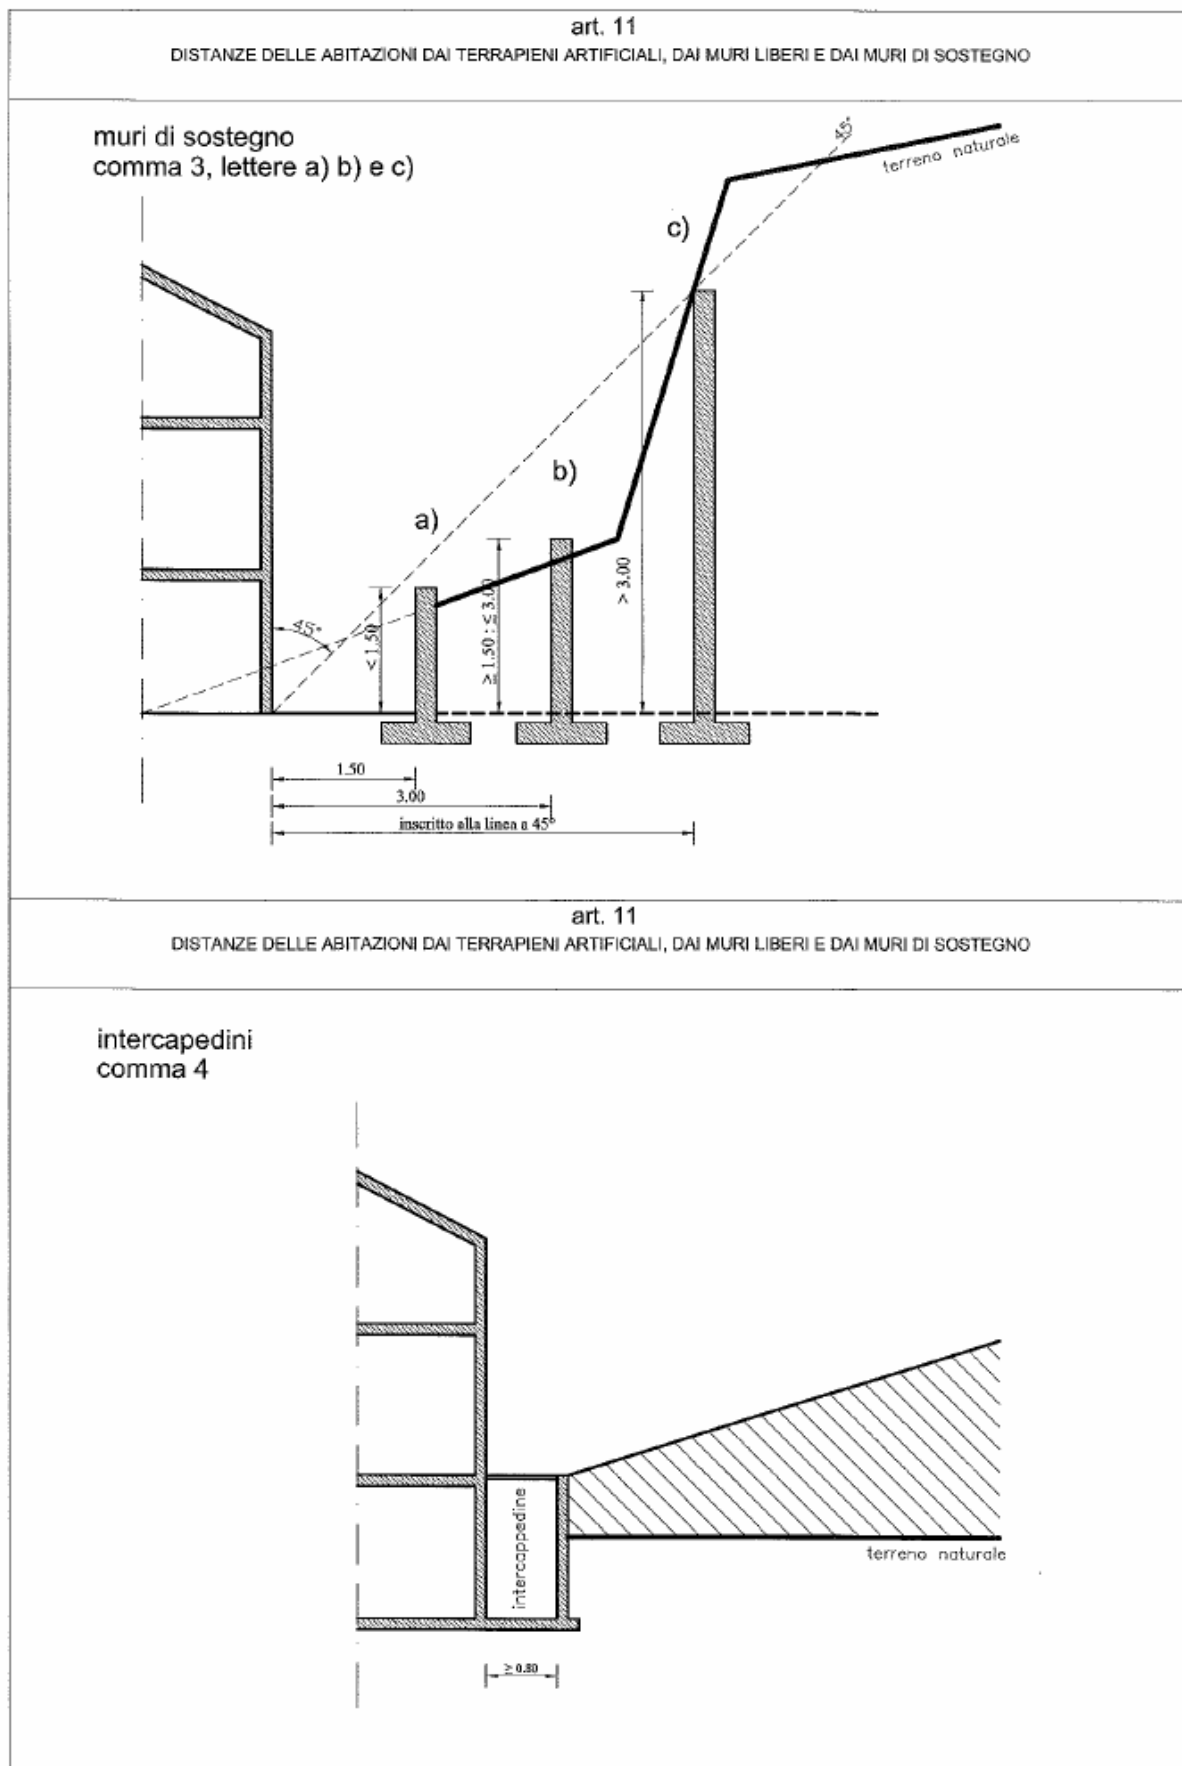 art. 11
DISTANZE DELLE ABITAZIONI DAI TERRAPIENI ARTIFICIALI, DAI MURI LIBERI E DAI MURI DI SOSTEGNO
muri di sostegno
comma 3, lettere a) b) e c)
45°
terreno naturale
c)
b)
a)
> 3.00
≥ 1.50 : ≤ 3.00
45°
< 1.50
1.50
3.00
inscritto alla linea a 45°
art. 11
DISTANZE DELLE ABITAZIONI DAI TERRAPIENI ARTIFICIALI, DAI MURI LIBERI E DAI MURI DI SOSTEGNO
intercapedini
comma 4
intercappedine
terreno naturale
≥ 0.80